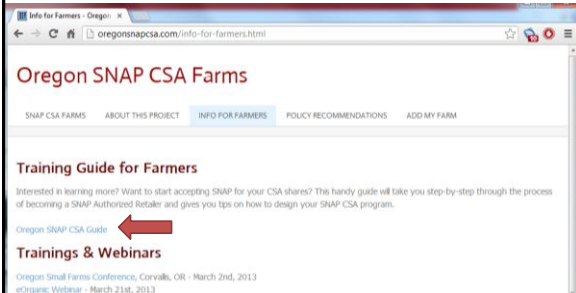 Info for Farmers - Oregon
oregonsnapcsa.com/info-for-farmers.html
Oregon SNAP CSA Farms
SNAP CSA FARMS ABOUT THIS PROJECT INFO FOR FARMERS POLICY RECOMMENDATIONS ADD MY FARM
Training Guide for Farmers
Interested in learning more? Want to start accepting SNAP for your CSA shares? This handy guide will take you step-by-step through the process
of becoming a SNAP Authorized Retailer and gives you tips on how to design your SNAP CSA program.
Oregon SNAP CSA Guide
Trainings & Webinars
Oregon Small Farms Conference, Corvalis, OR - March 2nd, 2013
eOrganic Webinar - March 21st, 2013